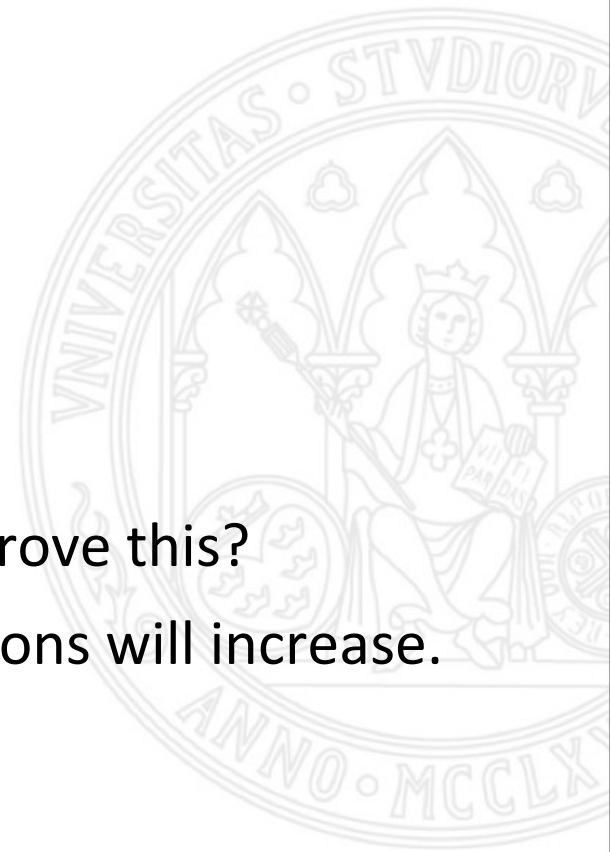 VNIVERSITAS • STVDIORV
rove this?
ons will increase.
ANNO • MCCLX